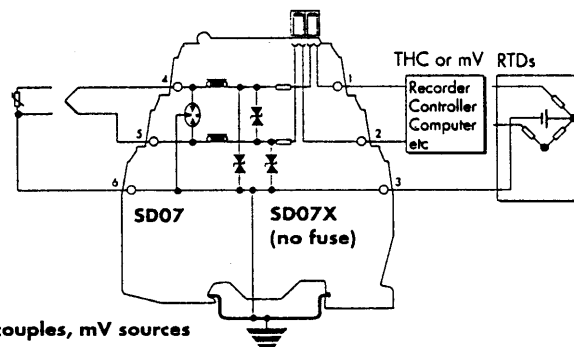 THC or mV
RTDs
4
1
Recorder
Controller
Computer
etc
5
2
6
3
SD07
SD07X
(no fuse)
couples, mV sources